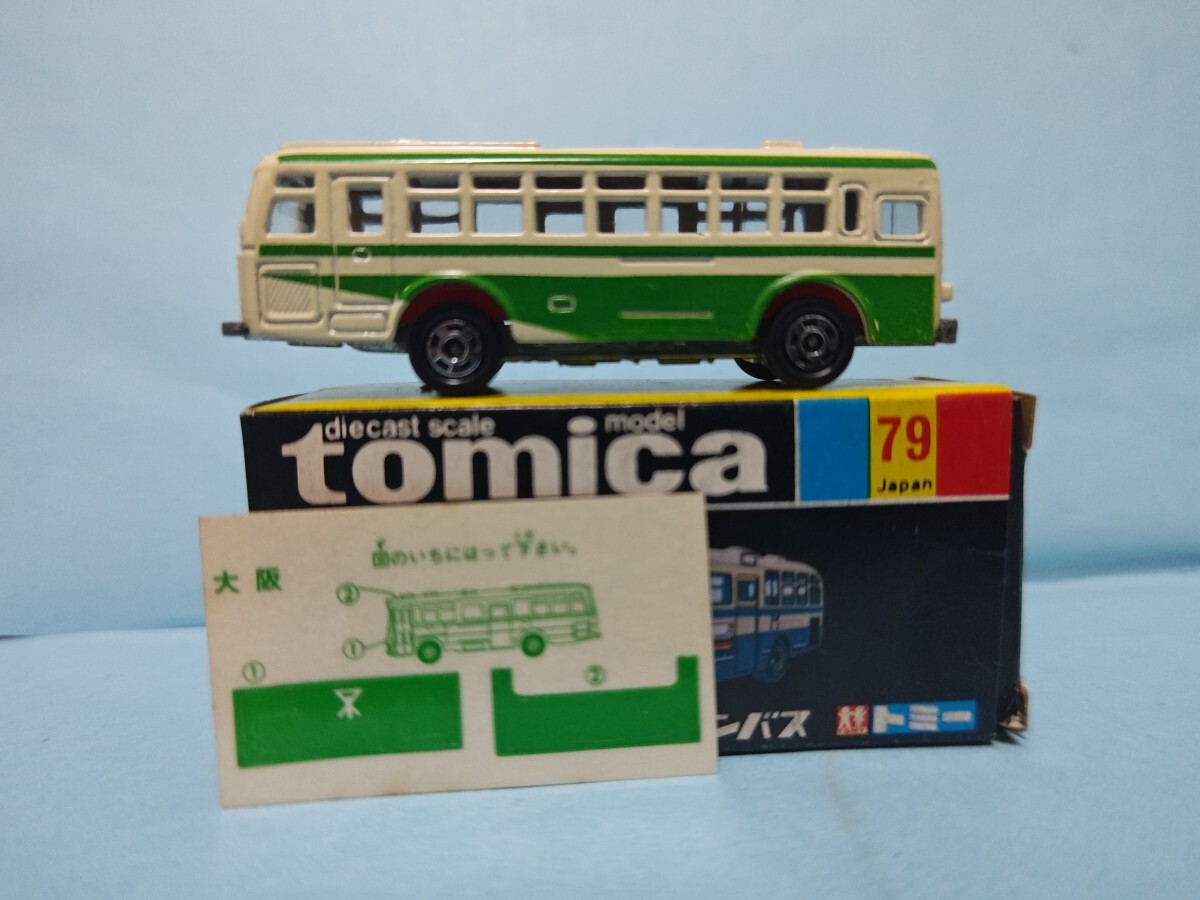 diecast scale model
tomica
79
Japan
大阪
図のいちにはって下さい。
②
①
①
②
ンバス
トミー